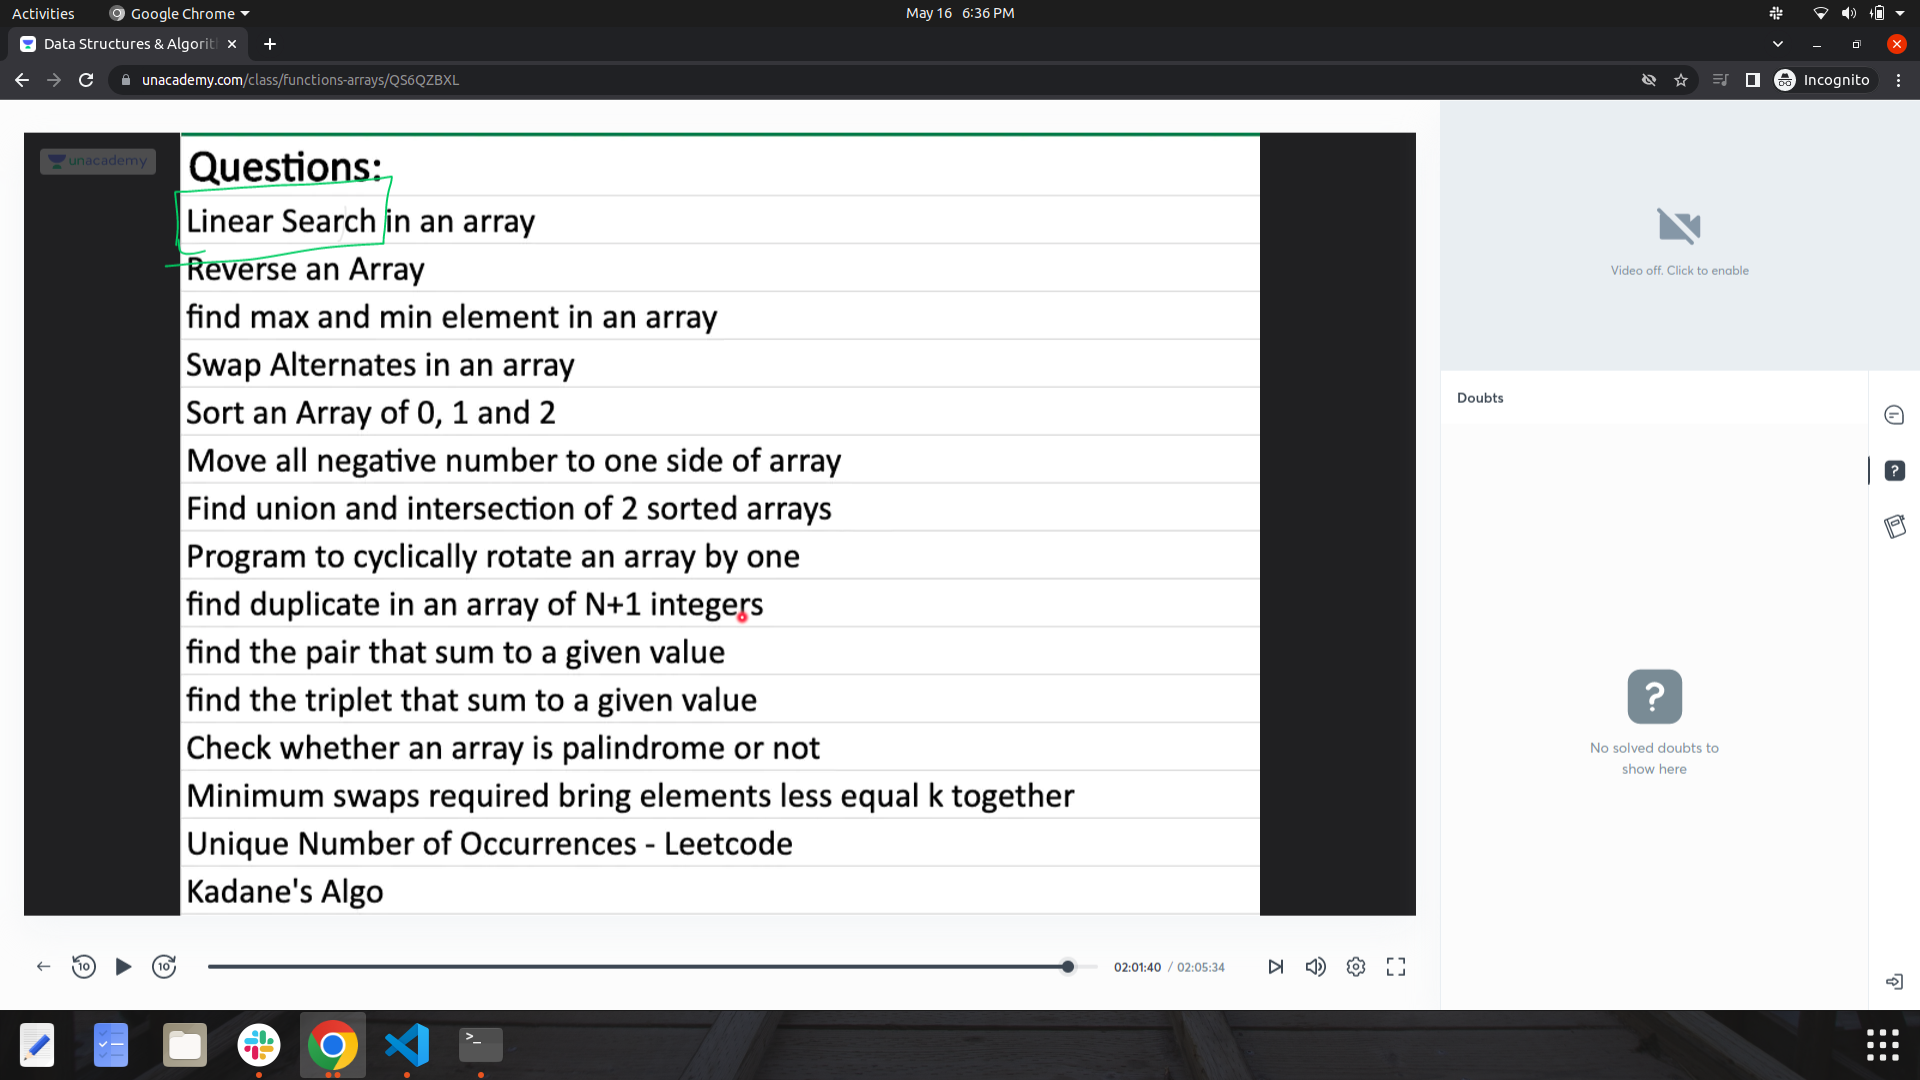 Activities Google Chrome May 16 6:36 PM
Data Structures & Algorit
unacademy.com/class/functions-arrays/QS6QZBXL Incognito
unacademy
Questions:
Linear Search in an array
Reverse an Array
find max and min element in an array
Swap Alternates in an array
Sort an Array of 0, 1 and 2
Move all negative number to one side of array
Find union and intersection of 2 sorted arrays
Program to cyclically rotate an array by one
find duplicate in an array of N+1 integers
find the pair that sum to a given value
find the triplet that sum to a given value
Check whether an array is palindrome or not
Minimum swaps required bring elements less equal k together
Unique Number of Occurrences - Leetcode
Kadane's Algo
Video off. Click to enable
Doubts
?
?
No solved doubts to
show here
10 10 02:01:40 / 02:05:34
>_